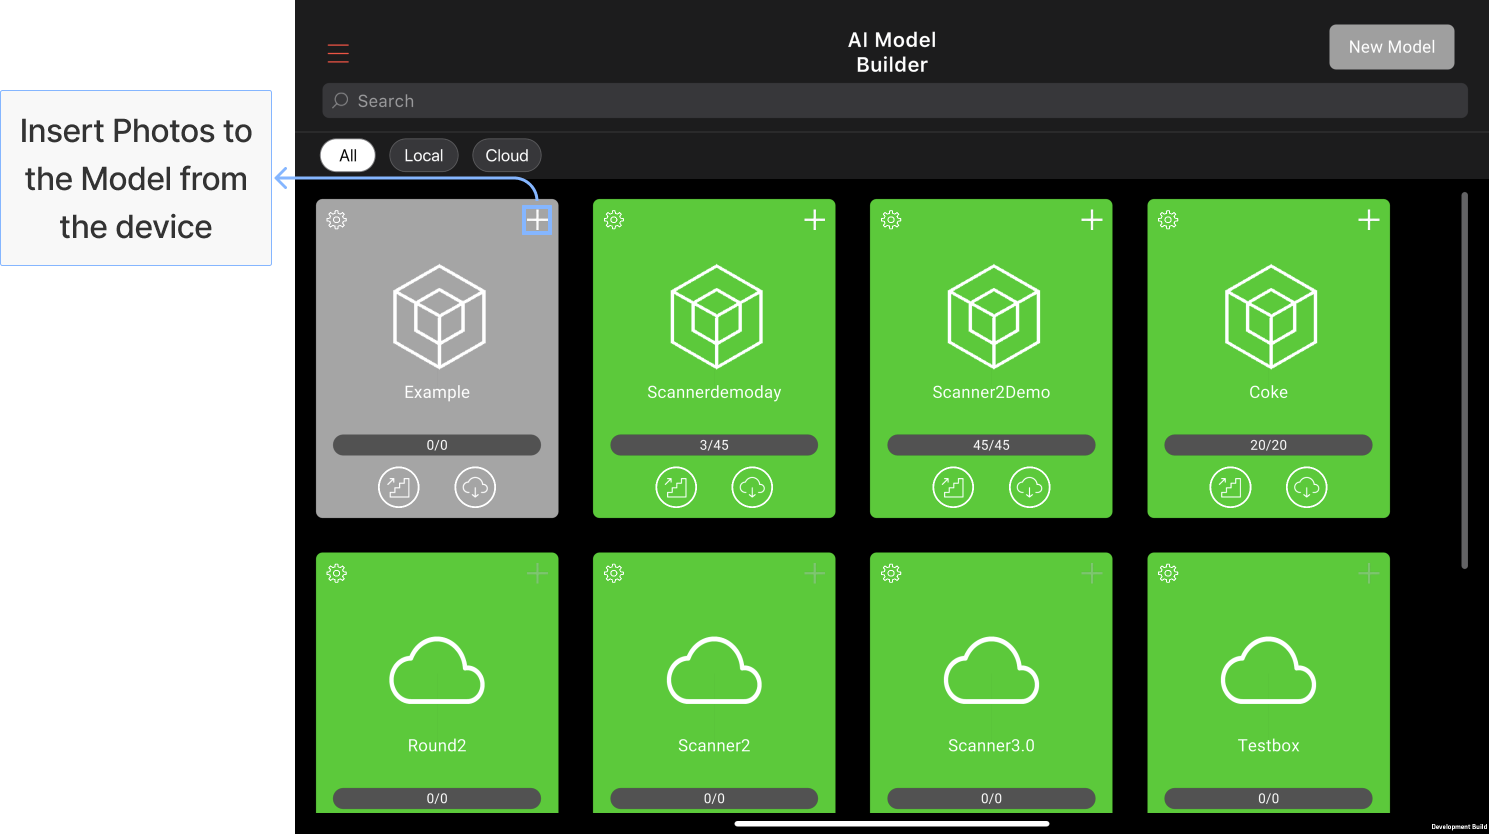 AI Model
Builder
New Model
Search
Insert Photos to
the Model from
the device
All
Local
Cloud
Example
Scannerdemoday
Scanner2Demo
Coke
0/0
3/45
45/45
20/20
Round2
Scanner2
Scanner3.0
Testbox
0/0
0/0
0/0
0/0
Development Build